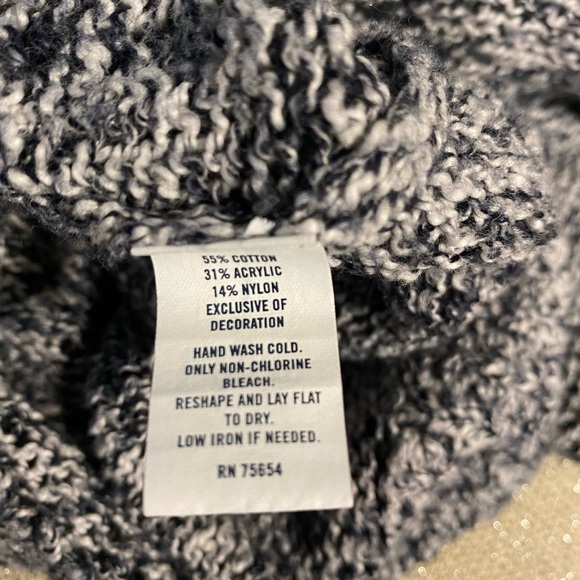 55% COTTON
31% ACRYLIC
14% NYLON
EXCLUSIVE OF
DECORATION
HAND WASH COLD.
ONLY NON-CHLORINE
BLEACH.
RESHAPE AND LAY FLAT
TO DRY.
LOW IRON IF NEEDED.
RN 75654